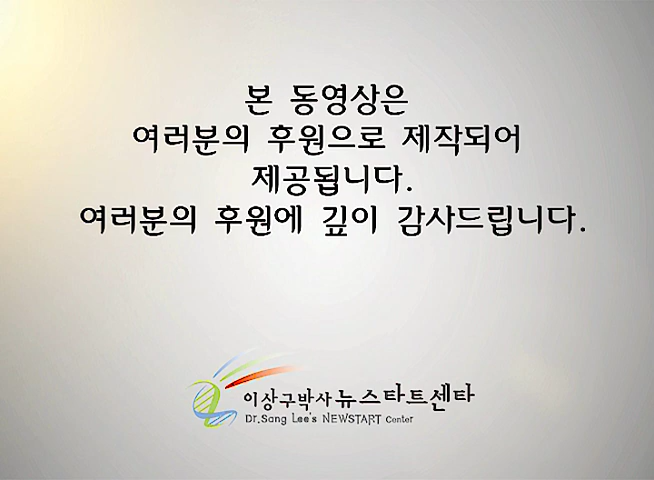 본 동영상은
여러분의 후원으로 제작되어
제공됩니다.
여러분의 후원에 깊이 감사드립니다.
이상구박사 뉴스타트센타
Dr.Sang Lee's NEWSTART Center